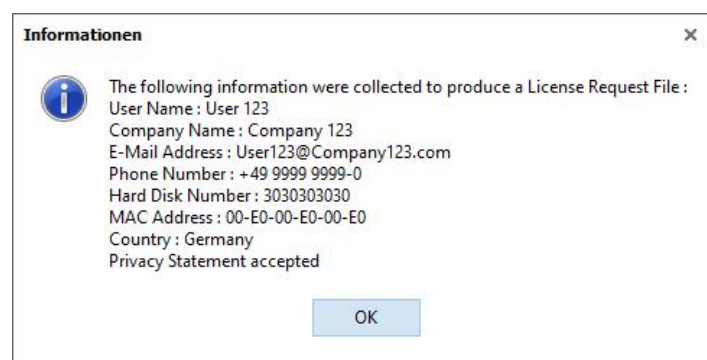 Informationen
The following information were collected to produce a License Request File :
User Name : User 123
Company Name : Company 123
E-Mail Address : User123@Company123.com
Phone Number : +49 9999 9999-0
Hard Disk Number : 3030303030
MAC Address : 00-E0-00-E0-00-E0
Country : Germany
Privacy Statement accepted
OK